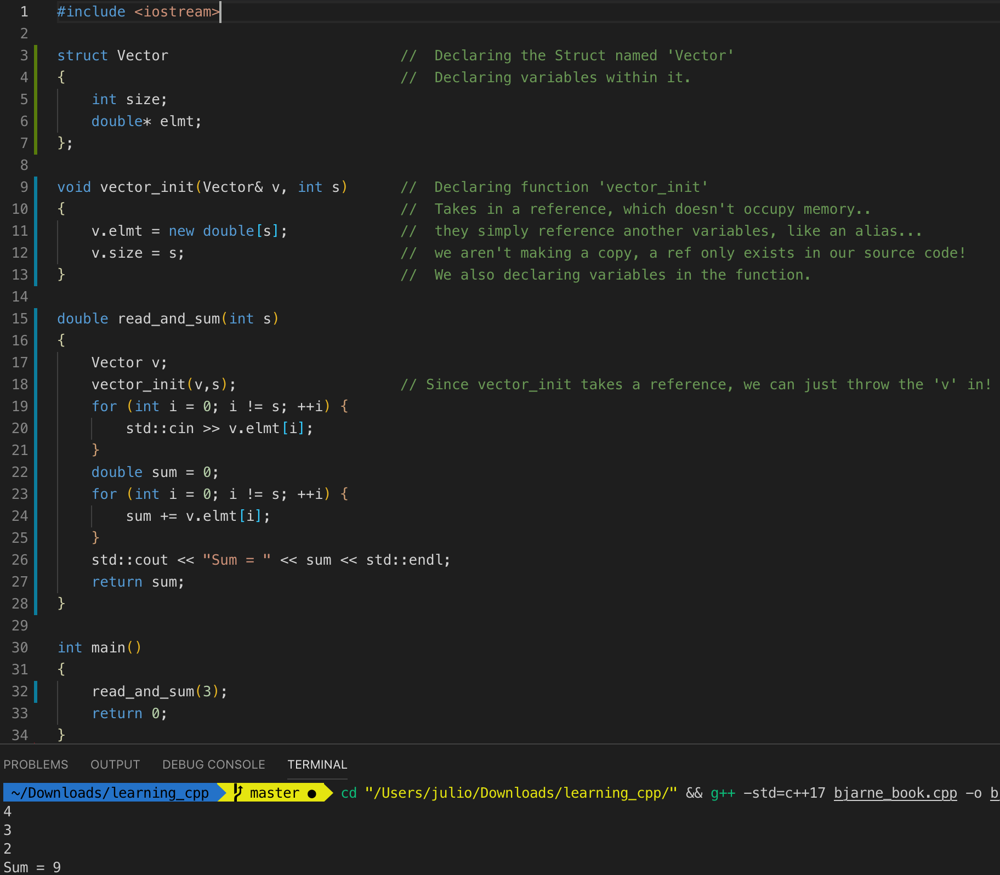 1 #include <iostream>
2
3 struct Vector // Declaring the Struct named 'Vector'
4 { // Declaring variables within it.
5 int size;
6 double* elmt;
7 };
8
9 void vector_init(Vector& v, int s) // Declaring function 'vector_init'
10 { // Takes in a reference, which doesn't occupy memory..
11 v.elmt = new double[s]; // they simply reference another variables, like an alias...
12 v.size = s; // we aren't making a copy, a ref only exists in our source code!
13 } // We also declaring variables in the function.
14
15 double read_and_sum(int s)
16 {
17 Vector v;
18 vector_init(v,s); // Since vector_init takes a reference, we can just throw the 'v' in!
19 for (int i = 0; i != s; ++i) {
20 std::cin >> v.elmt[i];
21 }
22 double sum = 0;
23 for (int i = 0; i != s; ++i) {
24 sum += v.elmt[i];
25 }
26 std::cout << "Sum = " << sum << std::endl;
27 return sum;
28 }
29
30 int main()
31 {
32 read_and_sum(3);
33 return 0;
34 }
PROBLEMS OUTPUT DEBUG CONSOLE TERMINAL
~/Downloads/learning_cpp master ● cd "/Users/julio/Downloads/learning_cpp/" && g++ -std=c++17 bjarne_book.cpp -o b
4
3
2
Sum = 9